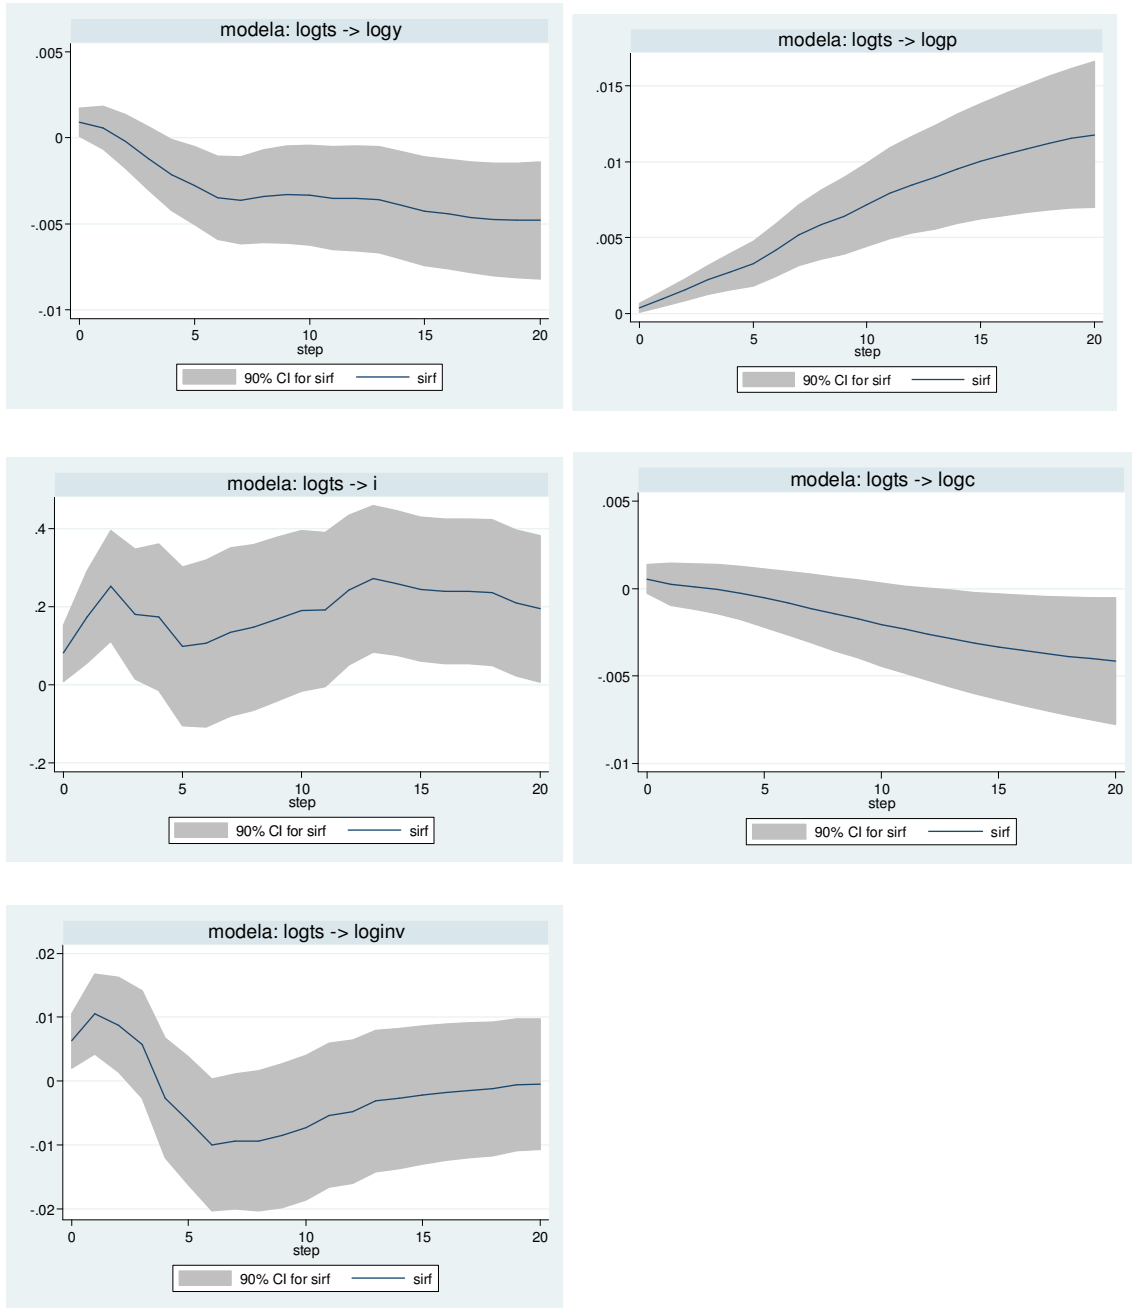 modela: logts -> logy
.005
0
-.005
-.01
0 5 10 15 20
step
90% CI for sirf sirf
modela: logts -> logp
.015
.01
.005
0
0 5 10 15 20
step
90% CI for sirf sirf
modela: logts -> i
.4
.2
0
-.2
0 5 10 15 20
step
90% CI for sirf sirf
modela: logts -> logc
.005
0
-.005
-.01
0 5 10 15 20
step
90% CI for sirf sirf
modela: logts -> loginv
.02
.01
0
-.01
-.02
0 5 10 15 20
step
90% CI for sirf sirf